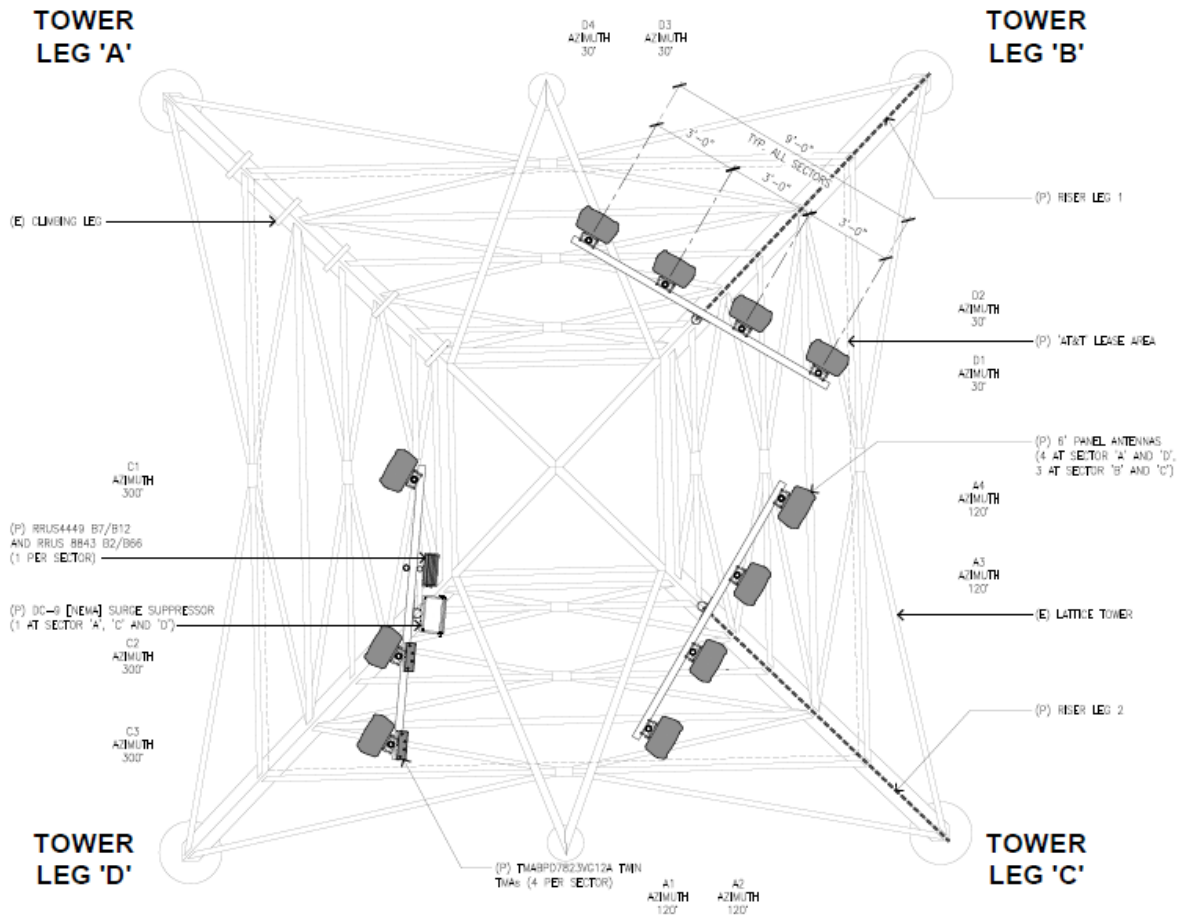 TOWER
LEG 'A'
D4
AZIMUTH
30°
D3
AZIMUTH
30°
TOWER
LEG 'B'
3'-0"
9'-0"
TYP. ALL SECTORS
3'-0"
3'-0"
(P) RISER LEG 1
(E) CLIMBING LEG
D2
AZIMUTH
30°
(P) 'AT&T LEASE AREA
D1
AZIMUTH
30°
(P) 6' PANEL ANTENNAS
(4 AT SECTOR 'A' AND 'D',
3 AT SECTOR 'B' AND 'C')
C1
AZIMUTH
300°
A4
AZIMUTH
120°
(P) RRUS4449 B7/B12
AND RRUS 8843 B2/B66
(1 PER SECTOR)
A3
AZIMUTH
120°
(P) DC-9 [NEMA] SURGE SUPPRESSOR
(1 AT SECTOR 'A', 'C' AND 'D')
(E) LATTICE TOWER
C2
AZIMUTH
300°
(P) RISER LEG 2
C3
AZIMUTH
300°
TOWER
LEG 'D'
(P) TMABPD7823VG12A TWIN
TMAs (4 PER SECTOR)
A1
AZIMUTH
120°
A2
AZIMUTH
120°
TOWER
LEG 'C'